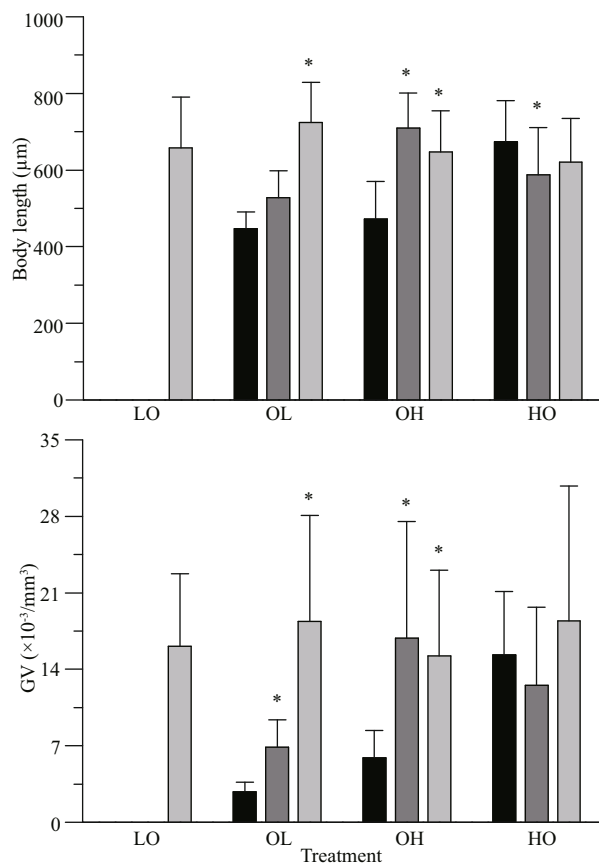 1000
800
600
400
200
0
Body length (µm)
* * * *
LO OL OH HO
35
28
21
14
7
0
GV (×10⁻³/mm³)
* * * *
LO OL OH HO
Treatment